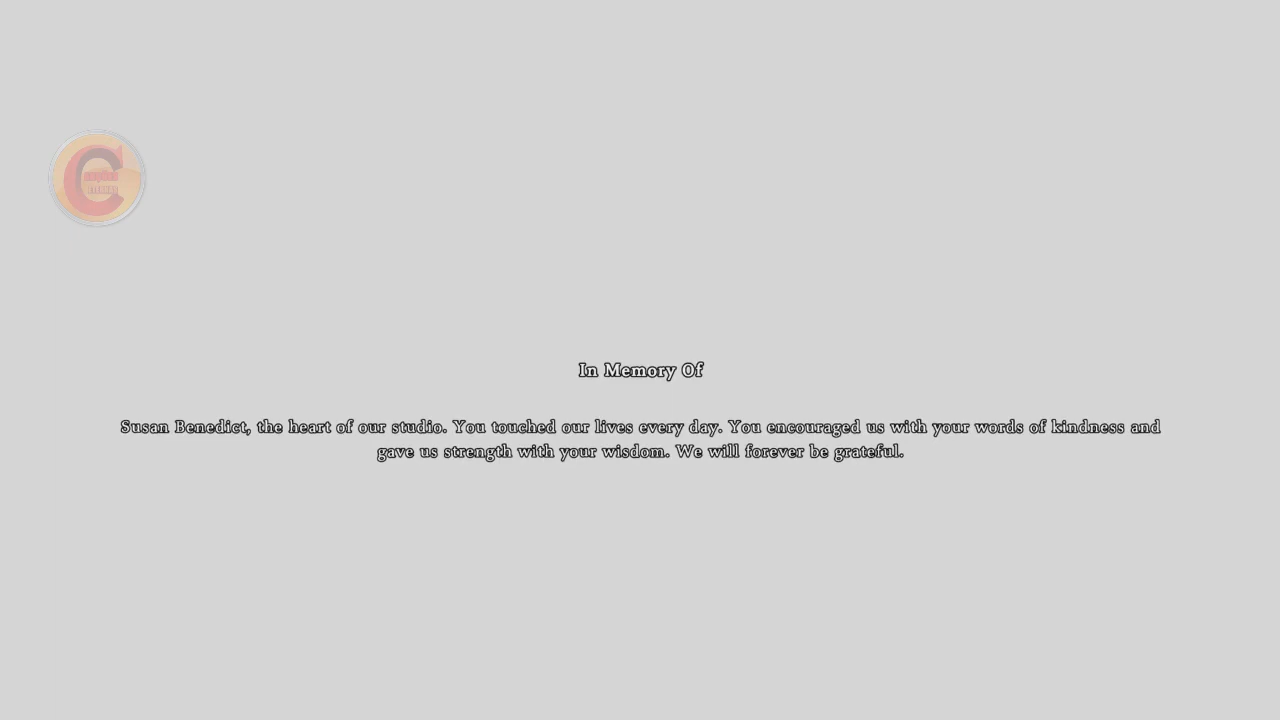 In Memory Of
Susan Benedict, the heart of our studio. You touched our lives every day. You encouraged us with your words of kindness and
gave us strength with your wisdom. We will forever be grateful.